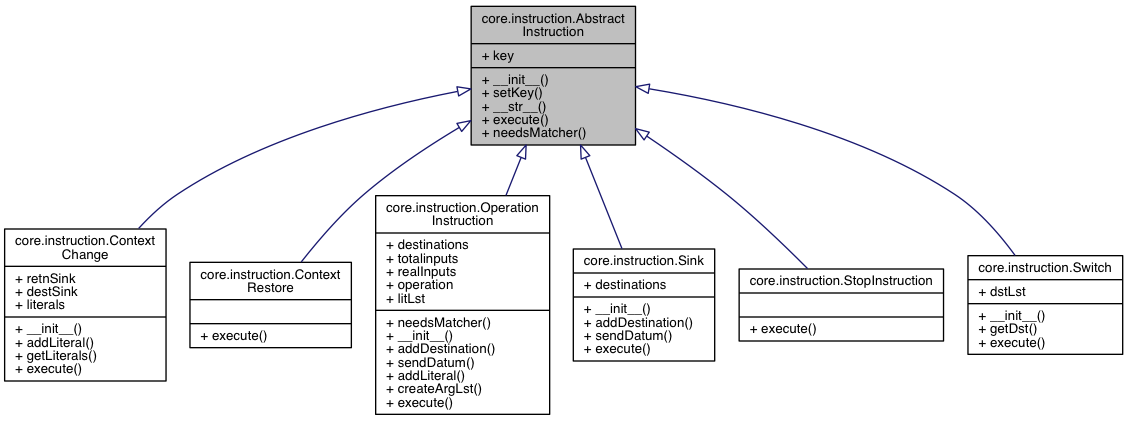 core.instruction.Abstract
Instruction
+ key
+ __init__()
+ setKey()
+ __str__()
+ execute()
+ needsMatcher()
core.instruction.Context
Change
+ retnSink
+ destSink
+ literals
+ __init__()
+ addLiteral()
+ getLiterals()
+ execute()
core.instruction.Context
Restore
+ execute()
core.instruction.Operation
Instruction
+ destinations
+ totalinputs
+ realInputs
+ operation
+ litLst
+ needsMatcher()
+ __init__()
+ addDestination()
+ sendDatum()
+ addLiteral()
+ createArgLst()
+ execute()
core.instruction.Sink
+ destinations
+ __init__()
+ addDestination()
+ sendDatum()
+ execute()
core.instruction.StopInstruction
+ execute()
core.instruction.Switch
+ dstLst
+ __init__()
+ getDst()
+ execute()